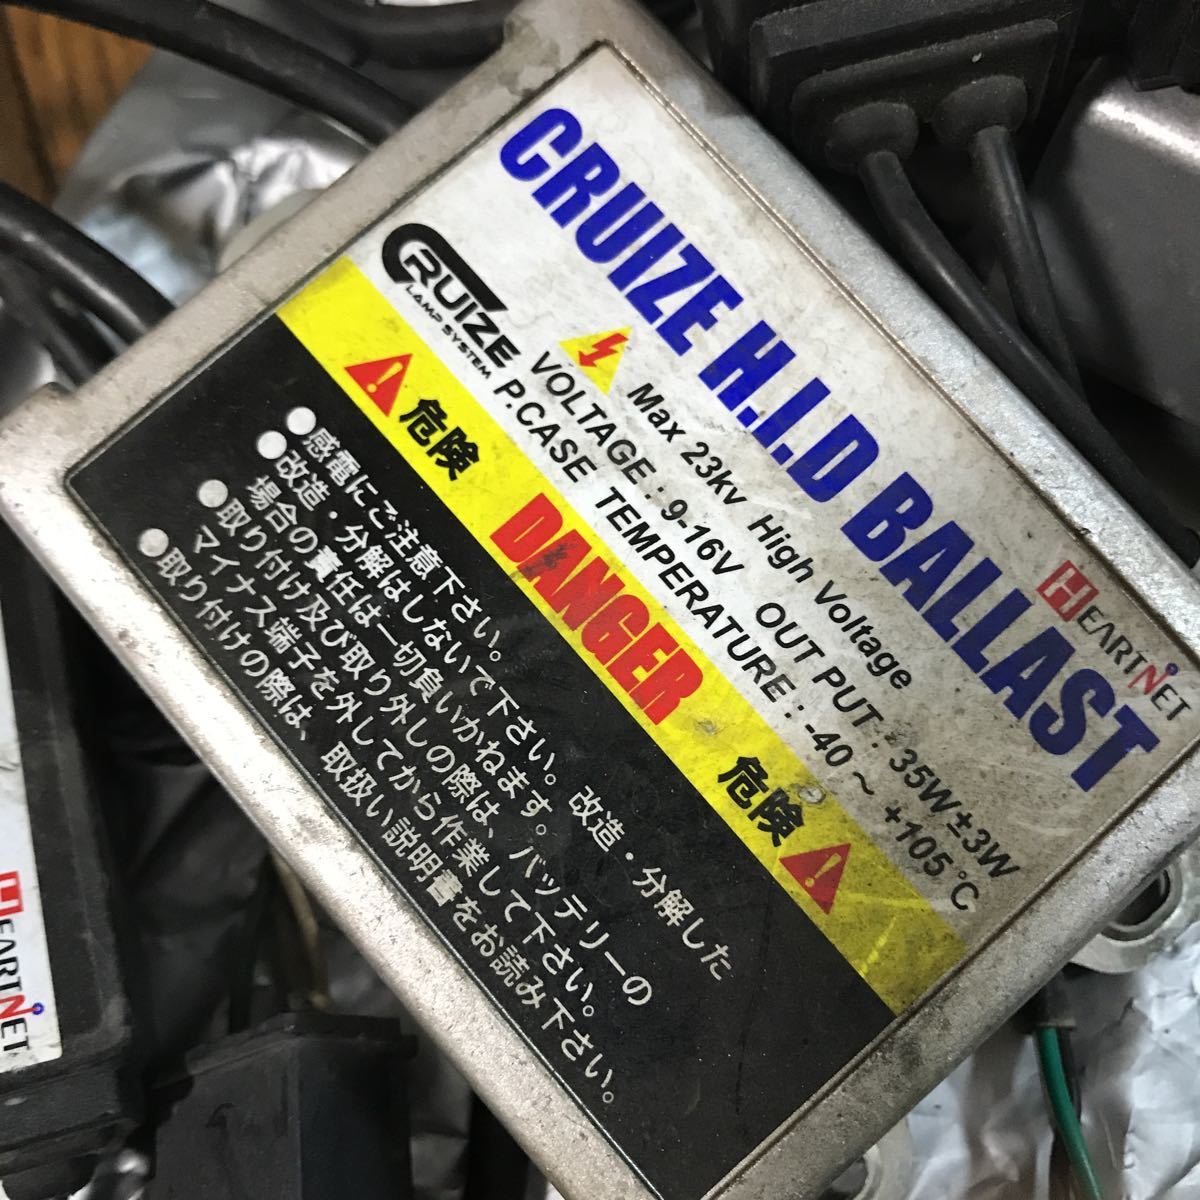 CRUIZE H.I.D BALLAST
HEARTNET
CRUIZE
LAMP SYSTEM
Max 23kv High Voltage
VOLTAGE : 9-16V OUT PUT : 35W±3W
P.CASE TEMPERATURE : -40 ~ +105℃
危険 DANGER 危険
●感電にご注意下さい。
●改造・分解はしないで下さい。改造・分解した
場合の責任は一切負いかねます。
●取り付け及び取り外しの際は、バッテリーの
マイナス端子を外してから作業して下さい。
●取り付けの際は、取扱い説明書をお読み下さい。
HEARTNET